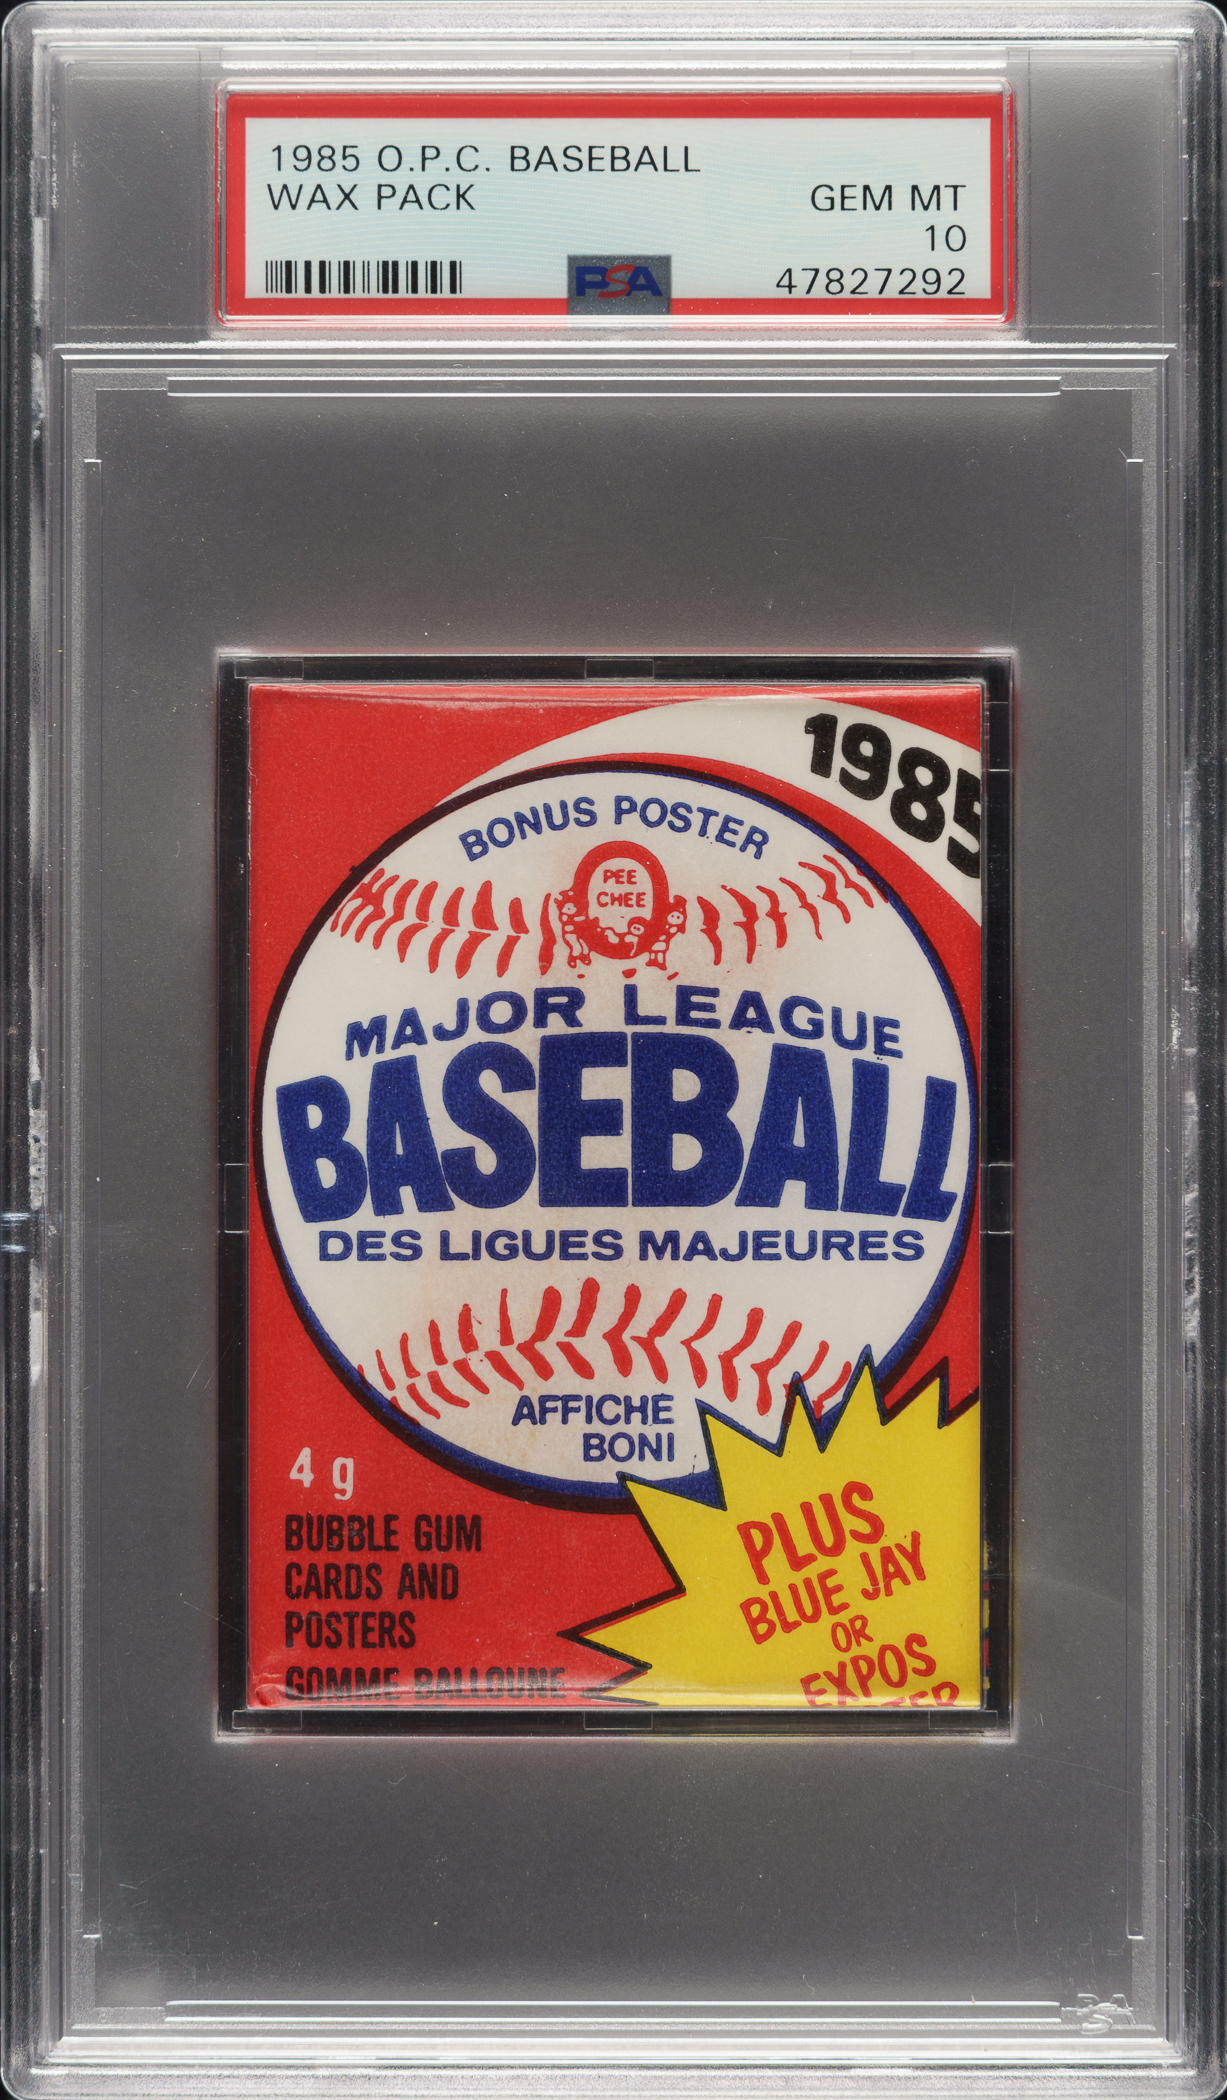 1985 O.P.C. BASEBALL
WAX PACK
GEM MT
10
PSA
47827292
1985
BONUS POSTER
PEE
CHEE
MAJOR LEAGUE
BASEBALL
DES LIGUES MAJEURES
AFFICHE
BONI
4 g
BUBBLE GUM
CARDS AND
POSTERS
GOMME BALLOUNE
PLUS
BLUE JAY
OR
EXPOS
PSA